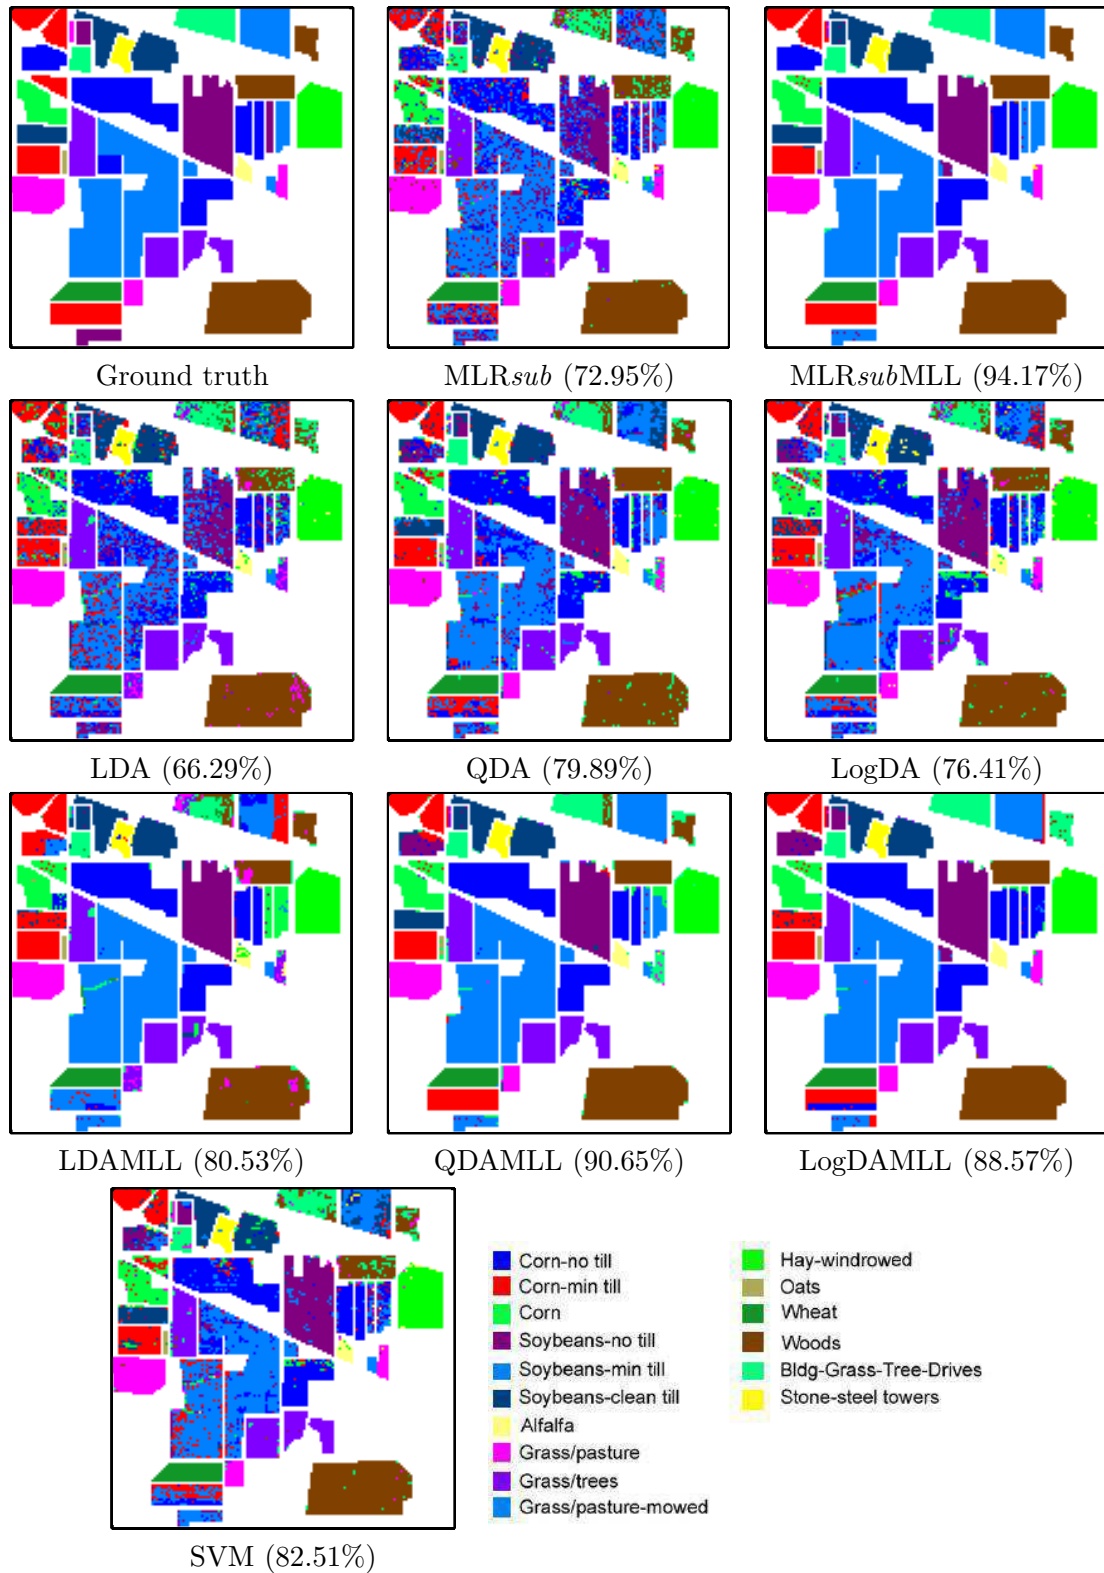 Ground truth
MLRsub (72.95%)
MLRsubMLL (94.17%)
LDA (66.29%)
QDA (79.89%)
LogDA (76.41%)
LDAMLL (80.53%)
QDAMLL (90.65%)
LogDAMLL (88.57%)
Corn-no till
Corn-min till
Corn
Soybeans-no till
Soybeans-min till
Soybeans-clean till
Alfalfa
Grass/pasture
Grass/trees
Grass/pasture-mowed
Hay-windrowed
Oats
Wheat
Woods
Bldg-Grass-Tree-Drives
Stone-steel towers
SVM (82.51%)